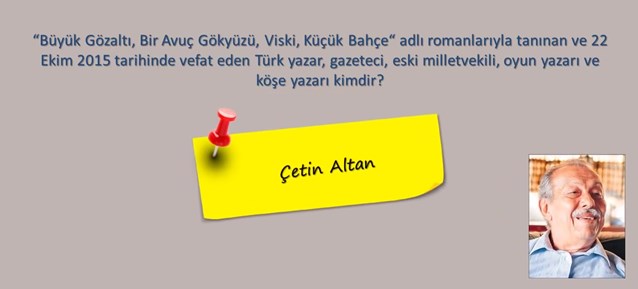 “Büyük Gözaltı, Bir Avuç Gökyüzü, Viski, Küçük Bahçe“ adlı romanlarıyla tanınan ve 22
Ekim 2015 tarihinde vefat eden Türk yazar, gazeteci, eski milletvekili, oyun yazarı ve
köşe yazarı kimdir?
Çetin Altan